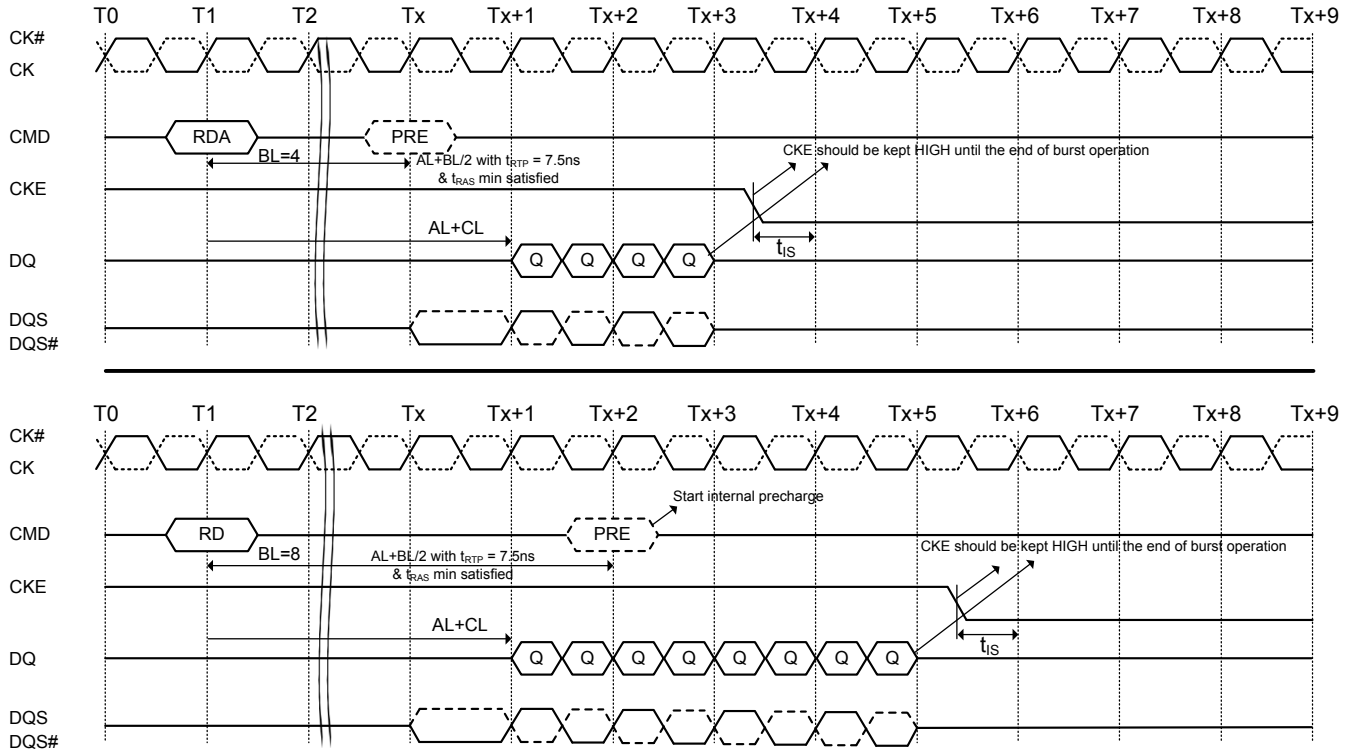 T0 T1 T2 Tx Tx+1 Tx+2 Tx+3 Tx+4 Tx+5 Tx+6 Tx+7 Tx+8 Tx+9
CK#
CK
CMD RDA PRE
BL=4 AL+BL/2 with tRTP = 7.5ns
& tRAS min satisfied
CKE should be kept HIGH until the end of burst operation
CKE
AL+CL
tIS
DQ Q Q Q Q
DQS
DQS#
T0 T1 T2 Tx Tx+1 Tx+2 Tx+3 Tx+4 Tx+5 Tx+6 Tx+7 Tx+8 Tx+9
CK#
CK
Start internal precharge
CMD RD PRE
BL=8 AL+BL/2 with tRTP = 7.5ns
& tRAS min satisfied
CKE should be kept HIGH until the end of burst operation
CKE
AL+CL
tIS
DQ Q Q Q Q Q Q Q Q
DQS
DQS#